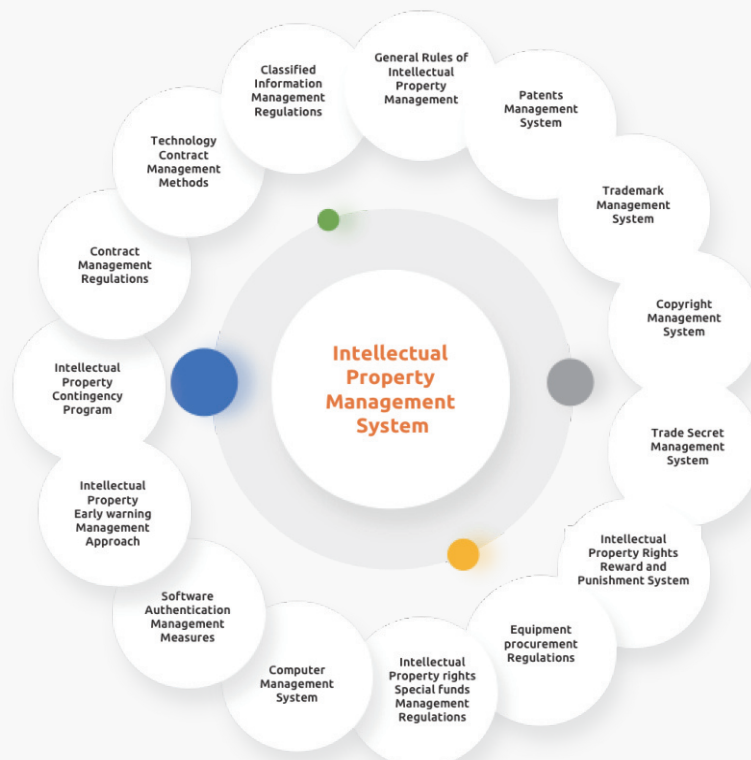 General Rules of
Intellectual
Property
Management
Patents
Management
System
Trademark
Management
System
Copyright
Management
System
Trade Secret
Management
System
Intellectual
Property Rights
Reward and
Punishment System
Equipment
procurement
Regulations
Intellectual
Property rights
Special funds
Management
Regulations
Computer
Management
System
Software
Authentication
Management
Measures
Intellectual
Property
Early warning
Management
Approach
Intellectual
Property
Contingency
Program
Contract
Management
Regulations
Technology
Contract
Management
Methods
Classified
Information
Management
Regulations
Intellectual
Property
Management
System